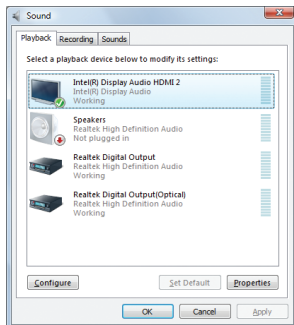 Sound
Playback Recording Sounds
Select a playback device below to modify its settings:
Intel(R) Display Audio HDMI 2
Intel(R) Display Audio
Working
Speakers
Realtek High Definition Audio
Not plugged in
Realtek Digital Output
Realtek High Definition Audio
Working
Realtek Digital Output(Optical)
Realtek High Definition Audio
Working
Configure Set Default Properties
OK Cancel Apply